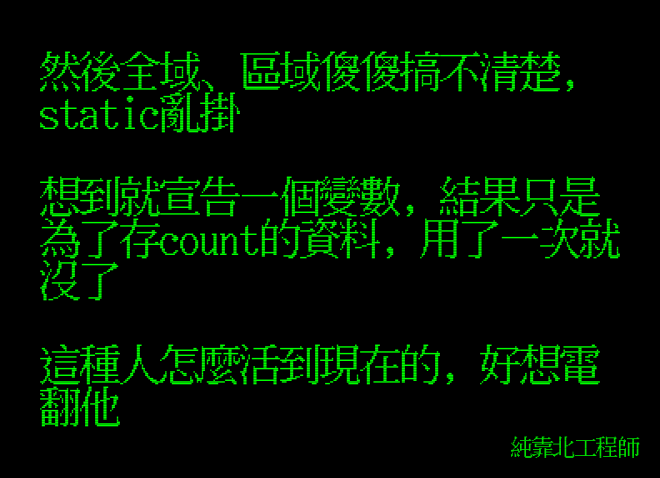 然後全域、區域傻傻搞不清楚,
static亂掛
想到就宣告一個變數, 結果只是
為了存count的資料, 用了一次就
沒了
這種人怎麼活到現在的, 好想電
翻他
純靠北工程師